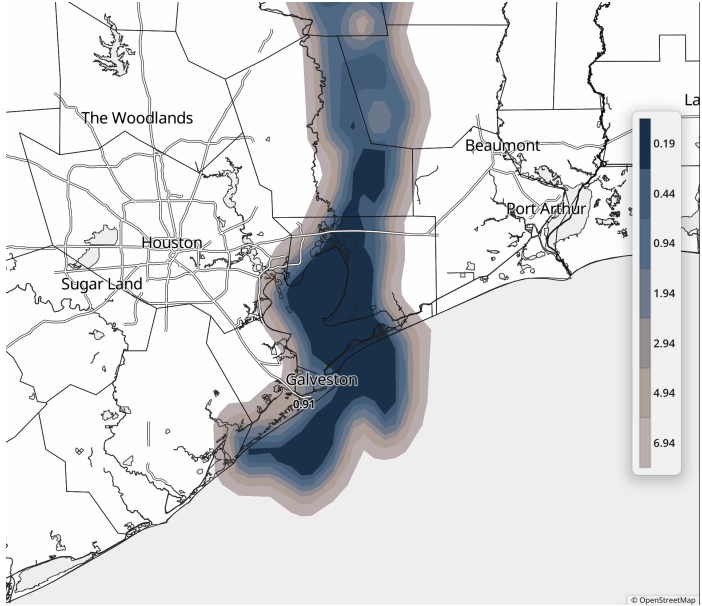 The Woodlands
La
Beaumont
Port Arthur
Houston
Sugar Land
Galveston
0.91
0.19
0.44
0.94
1.94
2.94
4.94
6.94
© OpenStreetMap